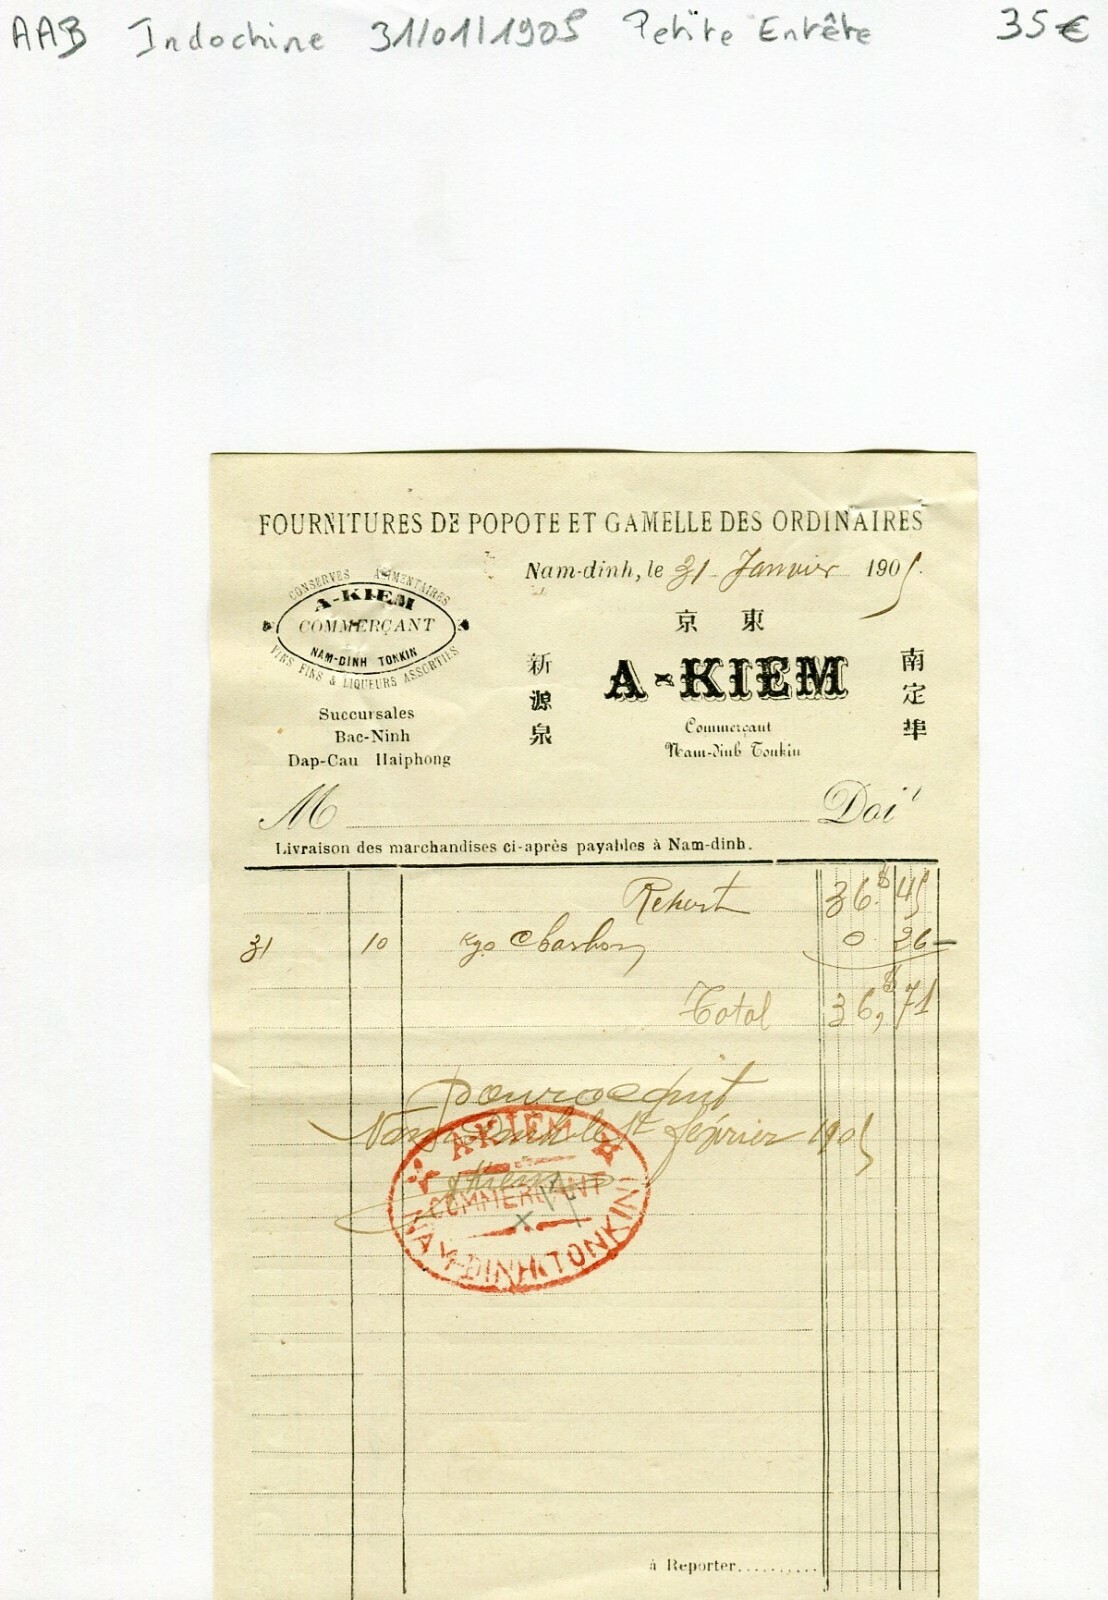 AAB Indochine 31/01/1905 Petite Entête 35€
FOURNITURES DE POPOTE ET GAMELLE DES ORDINAIRES
Nam-dinh, le 31 Janvier 1905.
CONSERVES ALIMENTAIRES
A-KIEM
COMMERÇANT
NAM-DINH TONKIN
VINS FINS & LIQUEURS ASSORTIES
Succursales
Bac-Ninh
Dap-Cau Haiphong
京 東
新源泉
A-KIEM
南定埠
Commerçant
Nam-dinh Tonkin
M Doit
Livraison des marchandises ci-après payables à Nam-dinh.
Report 36.$ 45
31 10 kgs Charbon 0 26
Total 36,$ 71
Pour acquit
Nam Dinh le 1er février 1905
A-KIEM
COMMERÇANT
NAM-DINH TONKIN
à Reporter..........